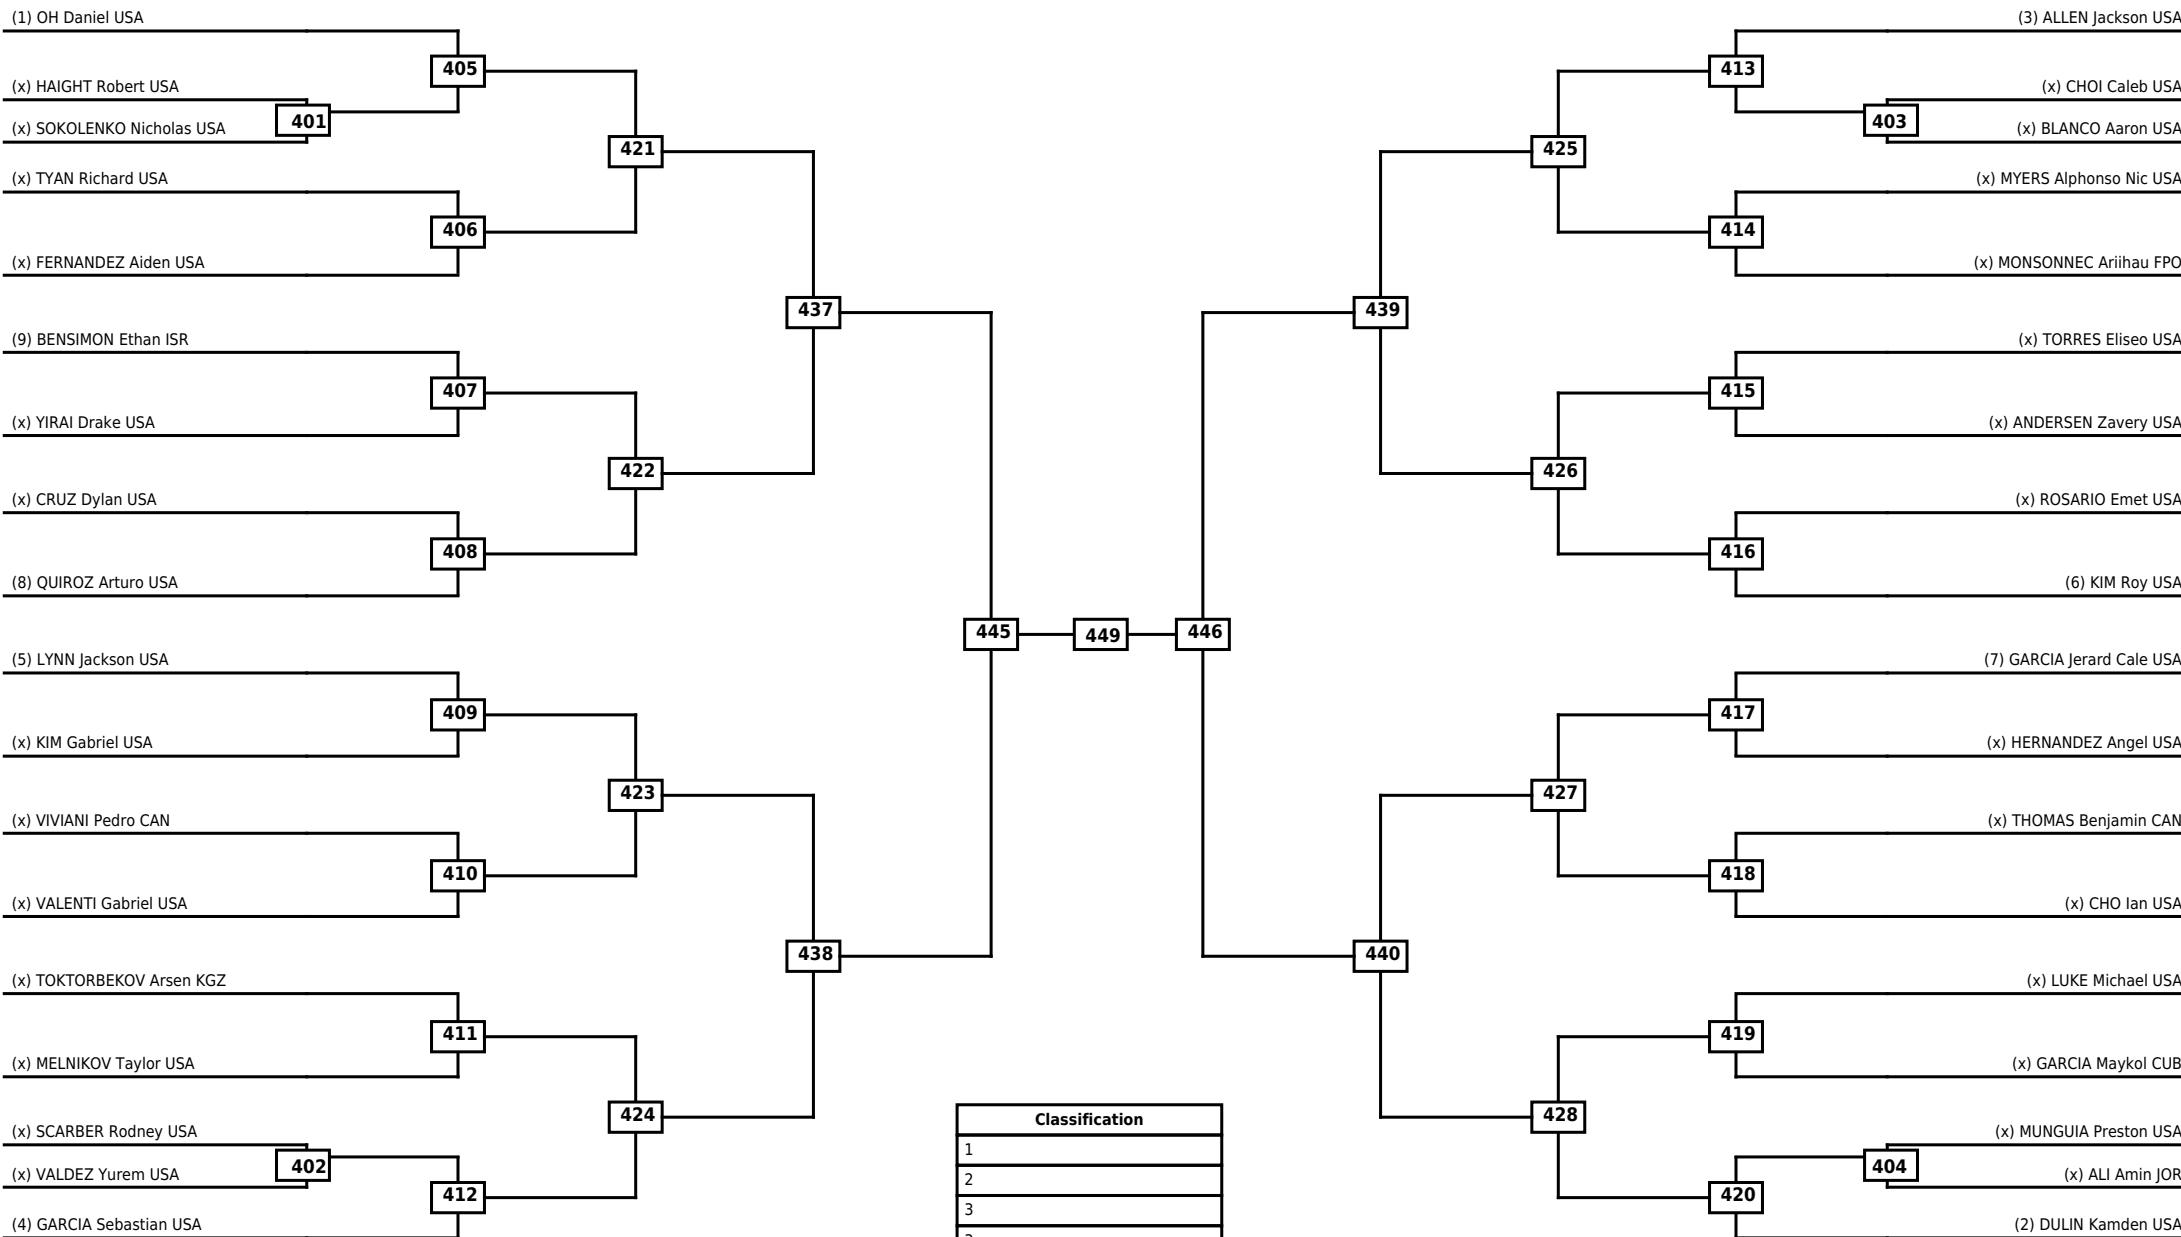 (1) OH Daniel USA
405
(x) HAIGHT Robert USA
401
(x) SOKOLENKO Nicholas USA
421
(x) TYAN Richard USA
406
(x) FERNANDEZ Aiden USA
437
(9) BENSIMON Ethan ISR
407
(x) YIRAI Drake USA
422
(x) CRUZ Dylan USA
408
(8) QUIROZ Arturo USA
445
449
446
(5) LYNN Jackson USA
409
(x) KIM Gabriel USA
423
(x) VIVIANI Pedro CAN
410
(x) VALENTI Gabriel USA
438
(x) TOKTORBEKOV Arsen KGZ
411
(x) MELNIKOV Taylor USA
424
(x) SCARBER Rodney USA
402
(x) VALDEZ Yurem USA
412
(4) GARCIA Sebastian USA
(3) ALLEN Jackson USA
413
(x) CHOI Caleb USA
403
(x) BLANCO Aaron USA
425
(x) MYERS Alphonso Nic USA
414
(x) MONSONNEC Ariihau FPO
439
(x) TORRES Eliseo USA
415
(x) ANDERSEN Zavery USA
426
(x) ROSARIO Emet USA
416
(6) KIM Roy USA
(7) GARCIA Jerard Cale USA
417
(x) HERNANDEZ Angel USA
427
(x) THOMAS Benjamin CAN
418
(x) CHO Ian USA
440
(x) LUKE Michael USA
419
(x) GARCIA Maykol CUB
428
(x) MUNGUIA Preston USA
404
(x) ALI Amin JOR
420
(2) DULIN Kamden USA
Classification
1
2
3